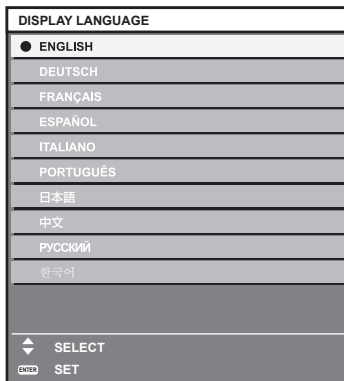 DISPLAY LANGUAGE
ENGLISH
DEUTSCH
FRANÇAIS
ESPAÑOL
ITALIANO
PORTUGUÊS
日本語
中文
РУССКИЙ
한국어
SELECT
ENTER SET